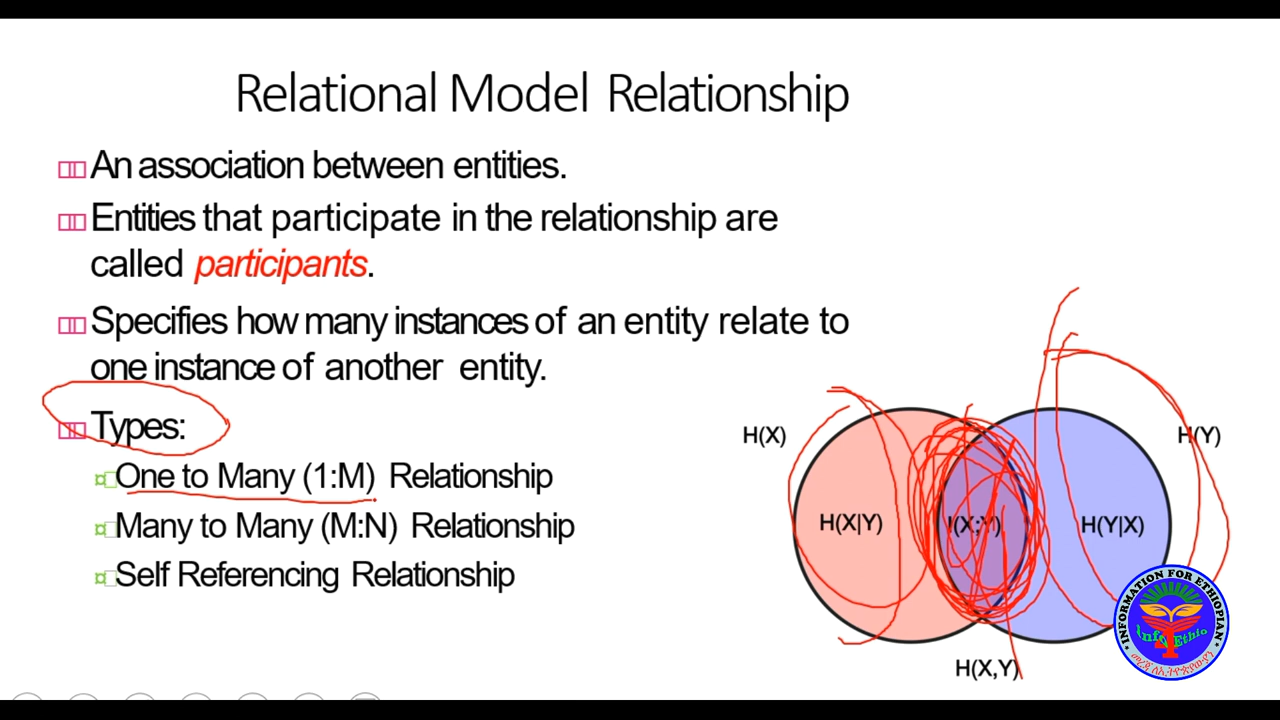 Relational Model Relationship
An association between entities.
Entities that participate in the relationship are
called participants.
Specifies how many instances of an entity relate to
one instance of another entity.
Types:
One to Many (1:M) Relationship
Many to Many (M:N) Relationship
Self Referencing Relationship
H(X)
H(Y)
H(X|Y)
I(X;Y)
H(Y|X)
H(X,Y)
INFORMATION FOR ETHIOPIAN
Info Ethio
መረጃ ለኢትዮጵያውያን